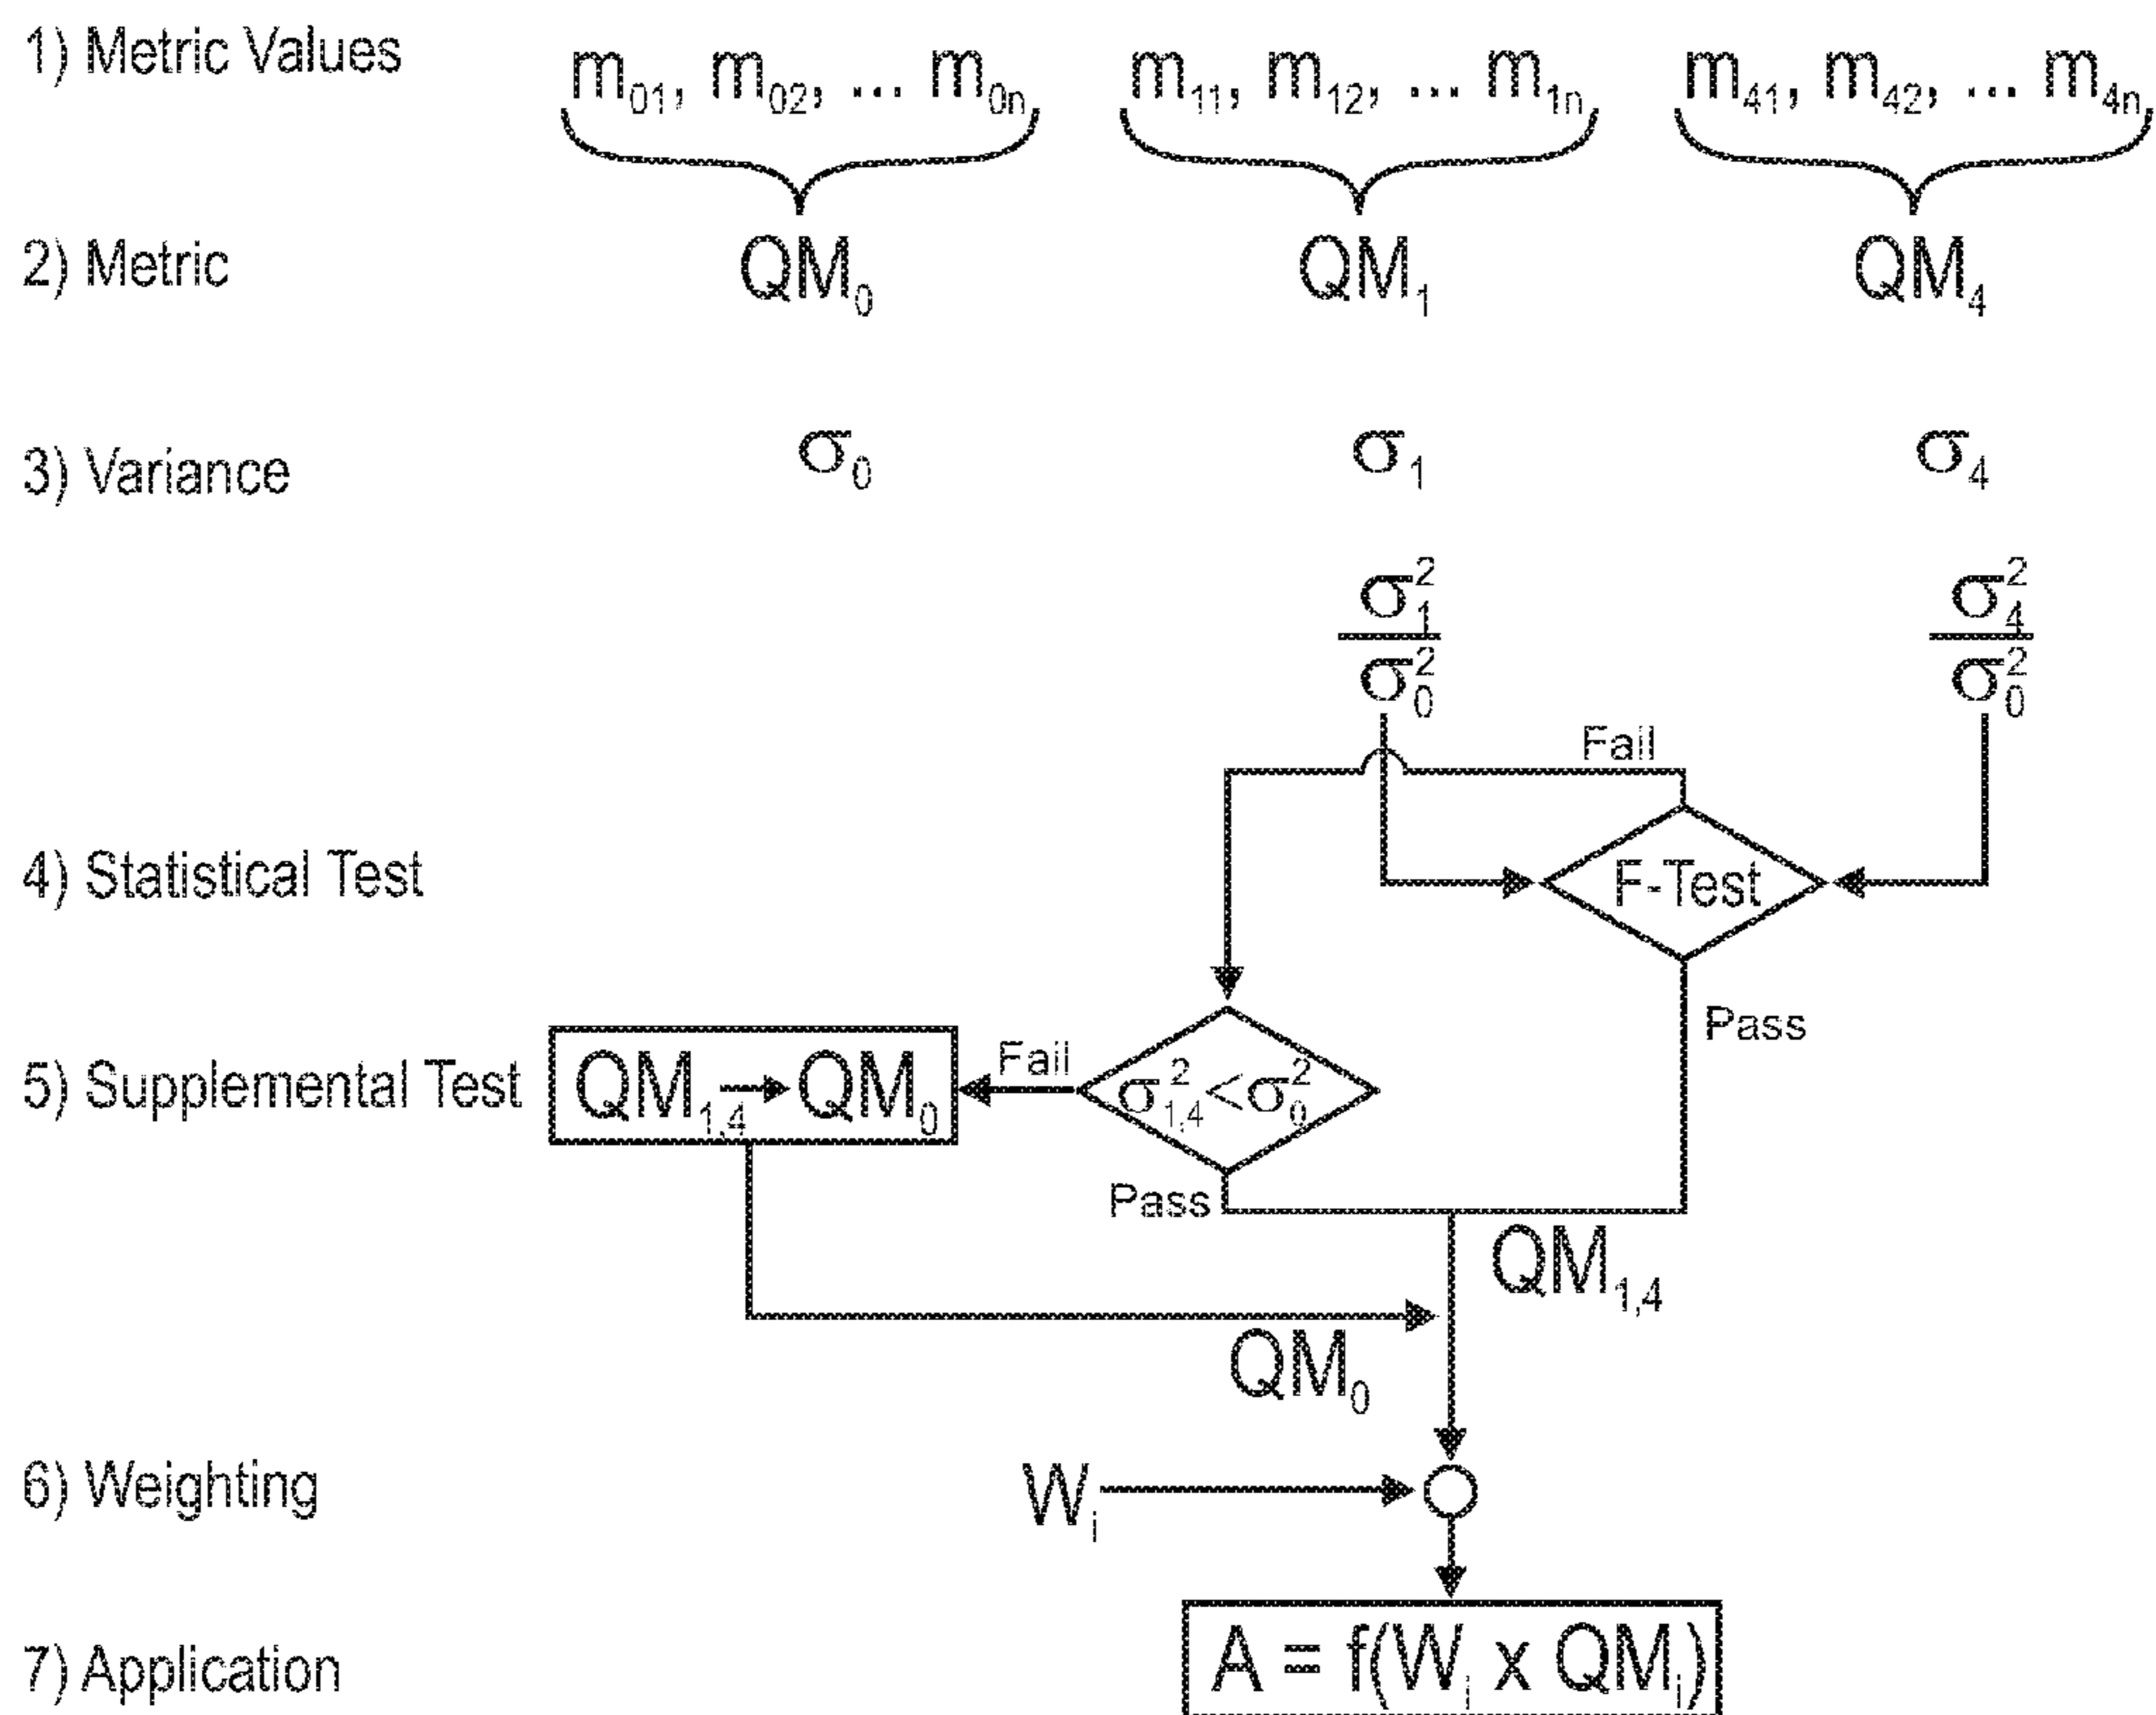 1) Metric Values m₀₁, m₀₂, ... m₀ₙ m₁₁, m₁₂, ... m₁ₙ m₄₁, m₄₂, ... m₄ₙ
2) Metric QM₀ QM₁ QM₄
3) Variance σ₀ σ₁ σ₄
σ₁² / σ₀² σ₄² / σ₀²
Fail
4) Statistical Test F-Test
Pass
5) Supplemental Test QM₁,₄ → QM₀ Fail σ²₁,₄ < σ₀²
Pass
QM₁,₄
QM₀
6) Weighting Wᵢ
7) Application A = f(Wᵢ x QMᵢ)